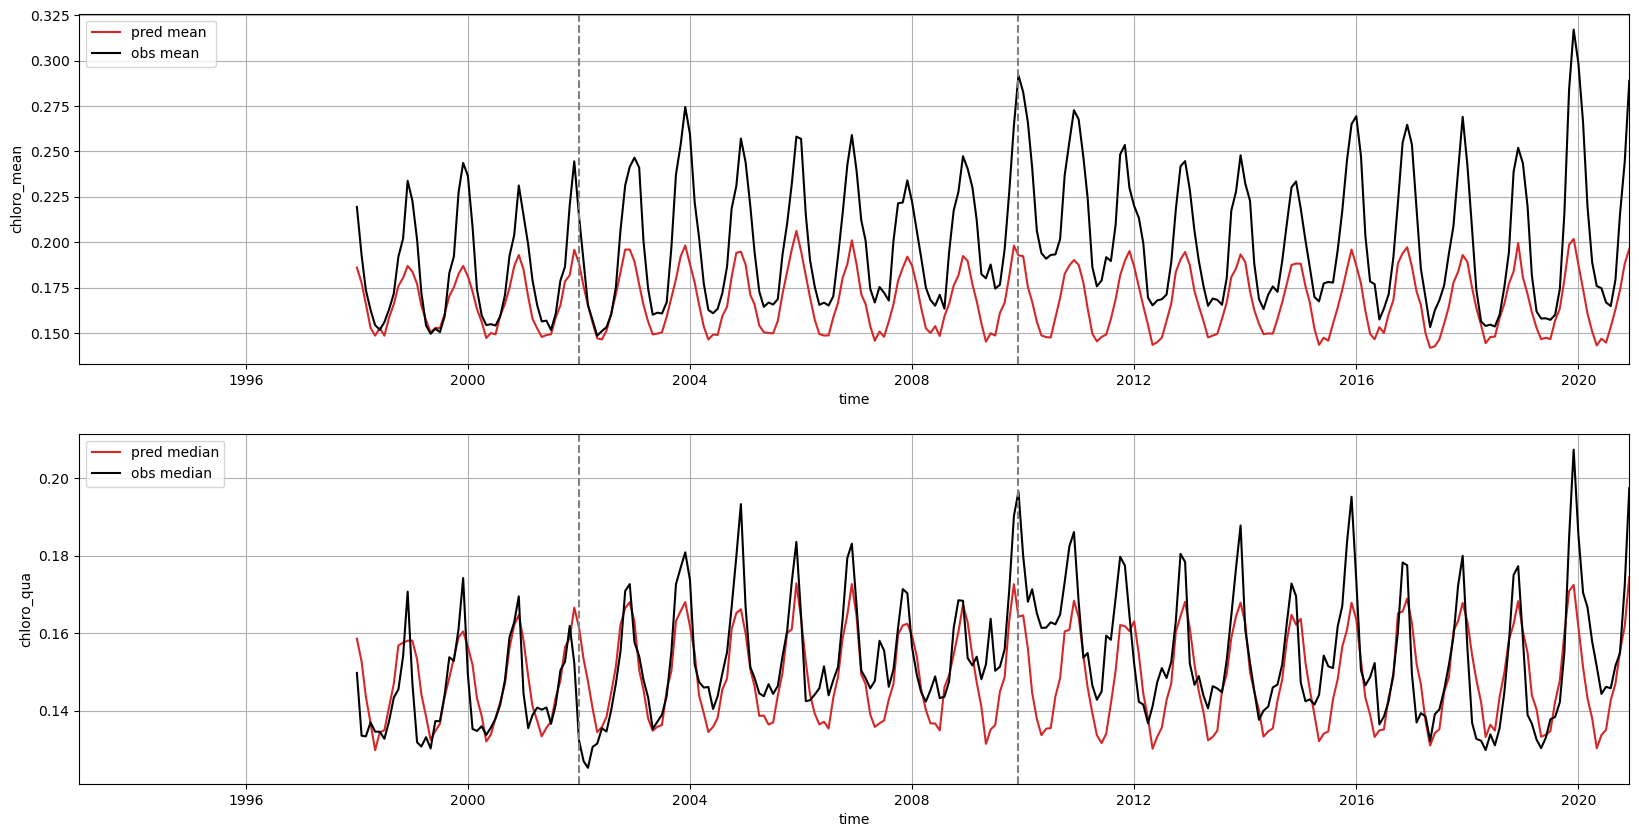 0.325
0.300
0.275
0.250
0.225
0.200
0.175
0.150
chloro_mean
pred mean
obs mean
1996 2000 2004 2008 2012 2016 2020
time
0.20
0.18
0.16
0.14
chloro_qua
pred median
obs median
1996 2000 2004 2008 2012 2016 2020
time